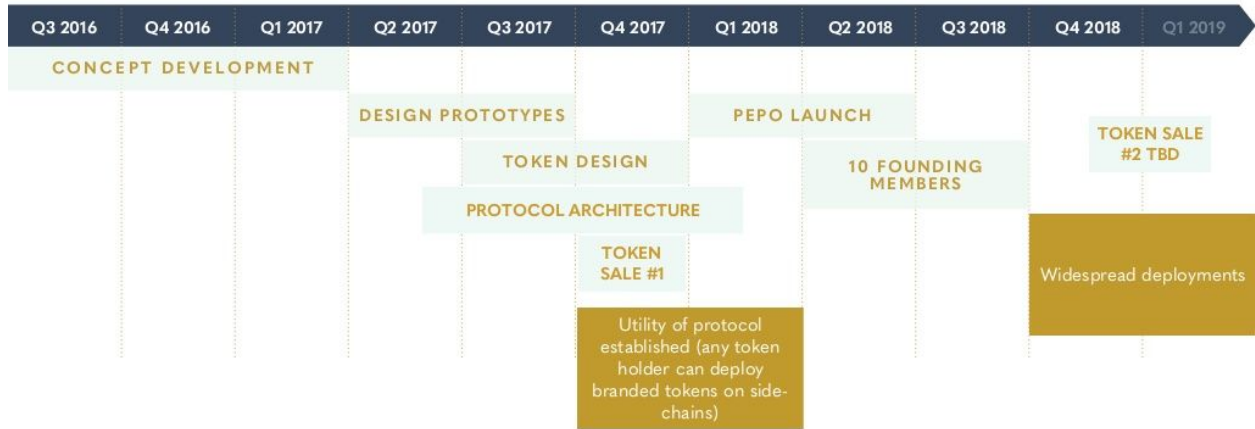 Q3 2016 Q4 2016 Q1 2017 Q2 2017 Q3 2017 Q4 2017 Q1 2018 Q2 2018 Q3 2018 Q4 2018 Q1 2019
CONCEPT DEVELOPMENT
DESIGN PROTOTYPES
PEPO LAUNCH
TOKEN SALE
#2 TBD
TOKEN DESIGN
10 FOUNDING
MEMBERS
PROTOCOL ARCHITECTURE
TOKEN
SALE #1
Widespread deployments
Utility of protocol
established (any token
holder can deploy
branded tokens on side-
chains)